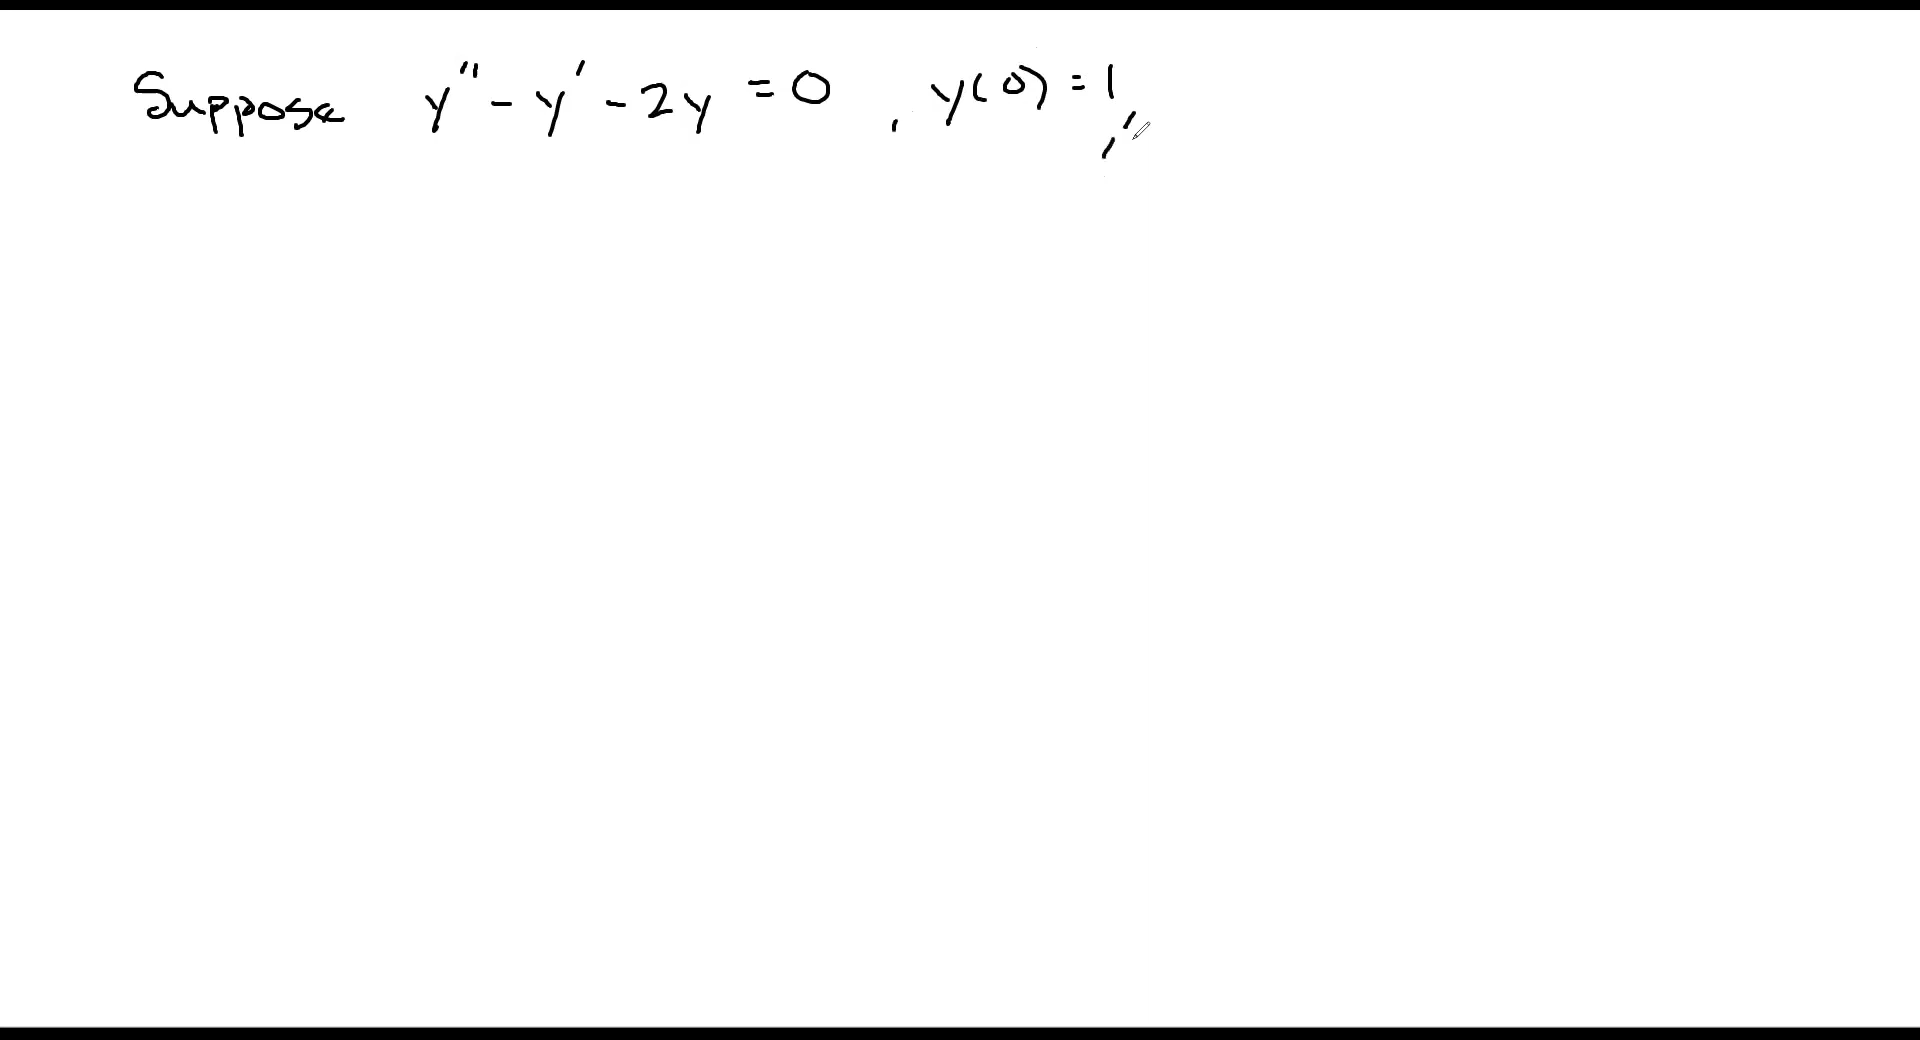 Suppose y'' - y' - 2y = 0 , y(0) = 1 ,